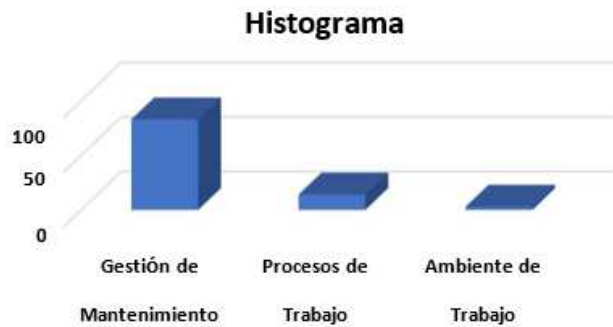 Histograma
100
50
0
Gestión de
Mantenimiento
Procesos de
Trabajo
Ambiente de
Trabajo